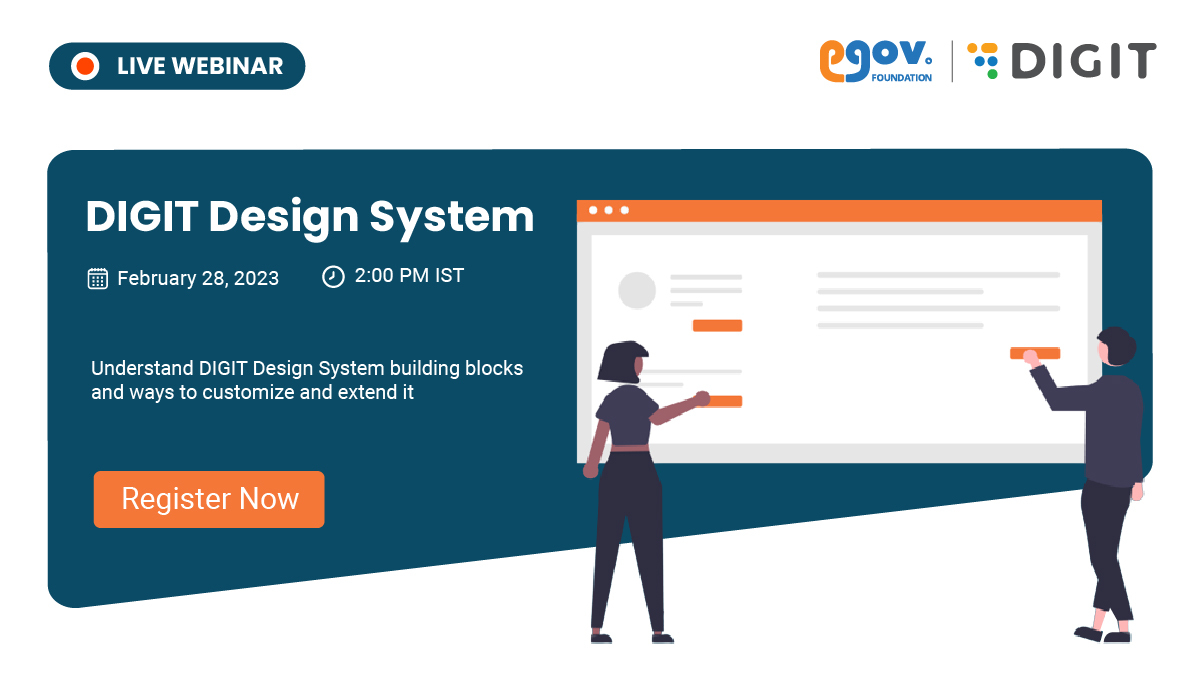 LIVE WEBINAR
egov.
FOUNDATION
DIGIT
DIGIT Design System
February 28, 2023
2:00 PM IST
Understand DIGIT Design System building blocks
and ways to customize and extend it
Register Now